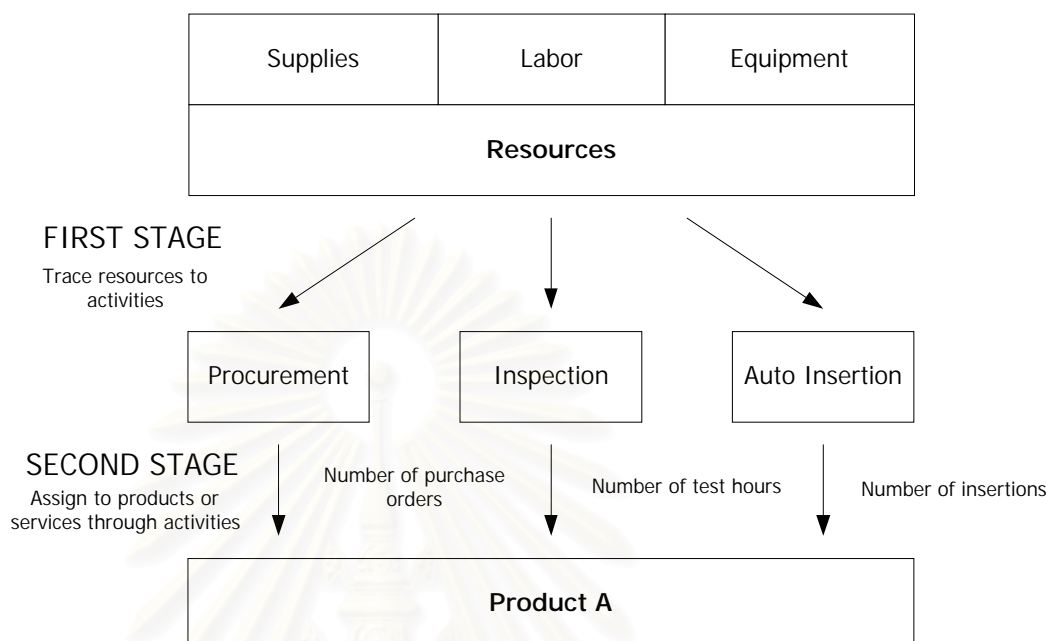 Supplies
Labor
Equipment
Resources
FIRST STAGE
Trace resources to
activities
Procurement
Inspection
Auto Insertion
SECOND STAGE
Assign to products or
services through activities
Number of purchase
orders
Number of test hours
Number of insertions
Product A